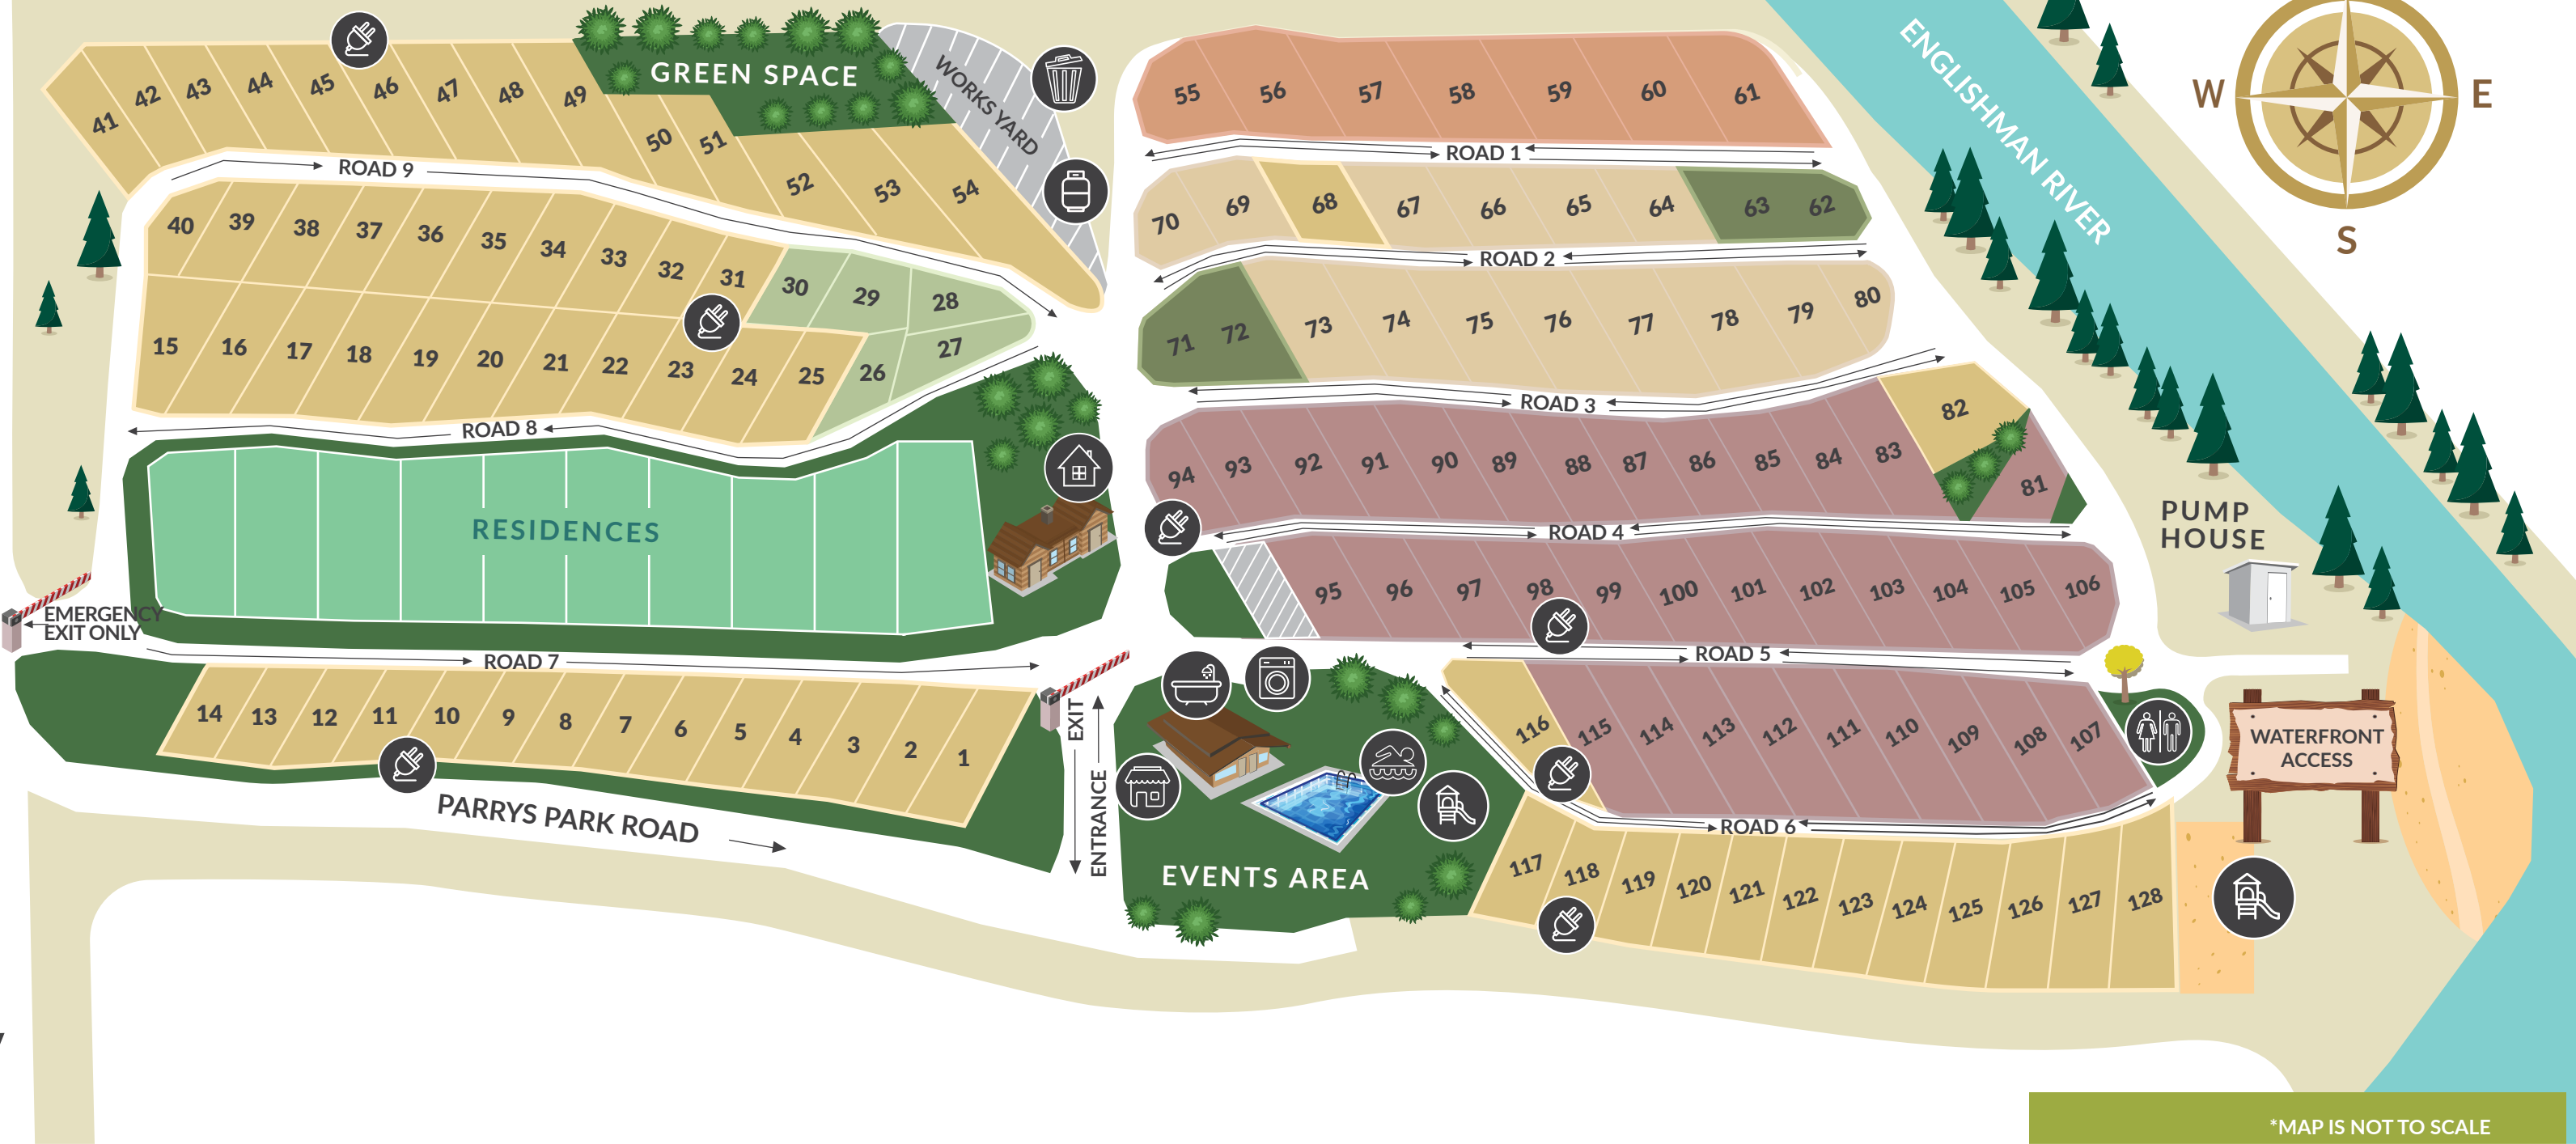 GREEN SPACE
WORKS YARD
ENGLISHMAN RIVER
W
E
S
41 42 43 44 45 46 47 48 49 50 51 52 53 54
ROAD 9
40 39 38 37 36 35 34 33 32 31 30 29 28
15 16 17 18 19 20 21 22 23 24 25 26 27
ROAD 8
RESIDENCES
EMERGENCY
EXIT ONLY
ROAD 7
14 13 12 11 10 9 8 7 6 5 4 3 2 1
PARRYS PARK ROAD
EXIT
ENTRANCE
55 56 57 58 59 60 61
ROAD 1
70 69 68 67 66 65 64 63 62
ROAD 2
71 72 73 74 75 76 77 78 79 80
ROAD 3
94 93 92 91 90 89 88 87 86 85 84 83 82 81
ROAD 4
95 96 97 98 99 100 101 102 103 104 105 106
ROAD 5
116 115 114 113 112 111 110 109 108 107
ROAD 6
117 118 119 120 121 122 123 124 125 126 127 128
EVENTS AREA
PUMP
HOUSE
WATERFRONT
ACCESS
*MAP IS NOT TO SCALE